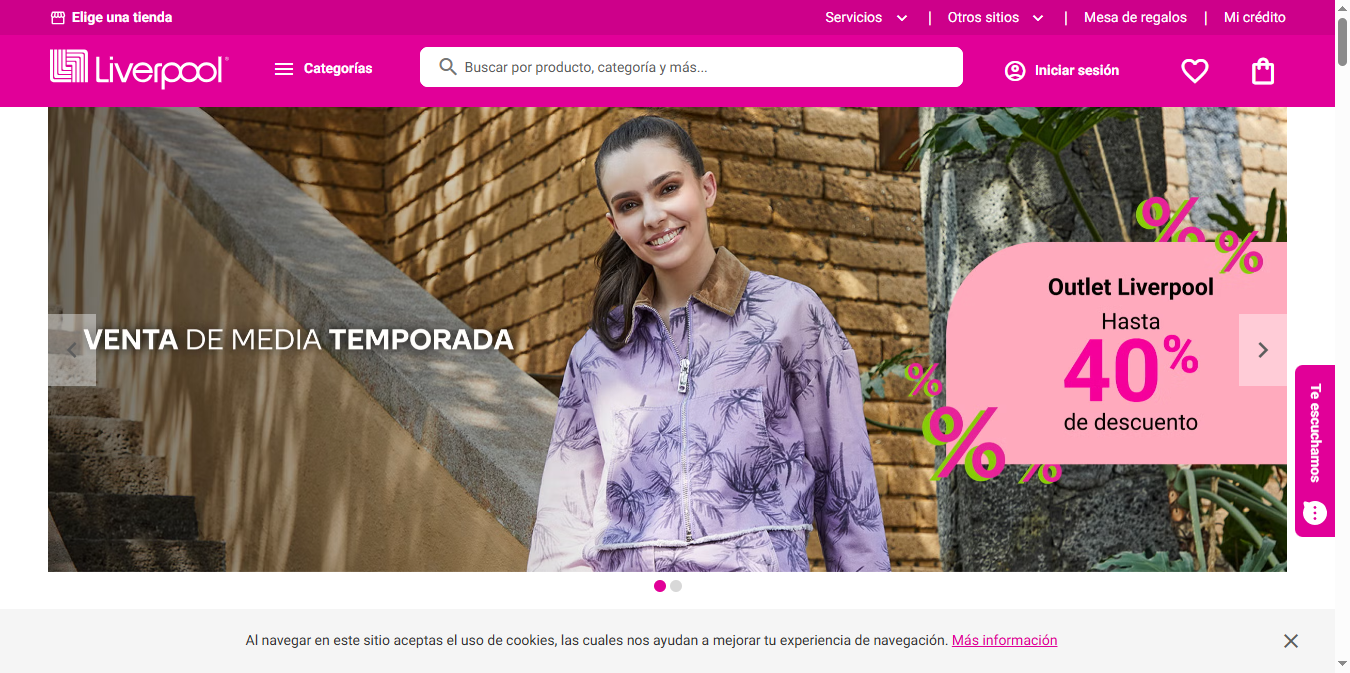 Elige una tienda
Servicios | Otros sitios | Mesa de regalos | Mi crédito
Liverpool
Categorías
Buscar por producto, categoría y más...
Iniciar sesión
VENTA DE MEDIA TEMPORADA
%
%
Outlet Liverpool
Hasta
40%
de descuento
%
%
%
Te escuchamos
Al navegar en este sitio aceptas el uso de cookies, las cuales nos ayudan a mejorar tu experiencia de navegación. Más información